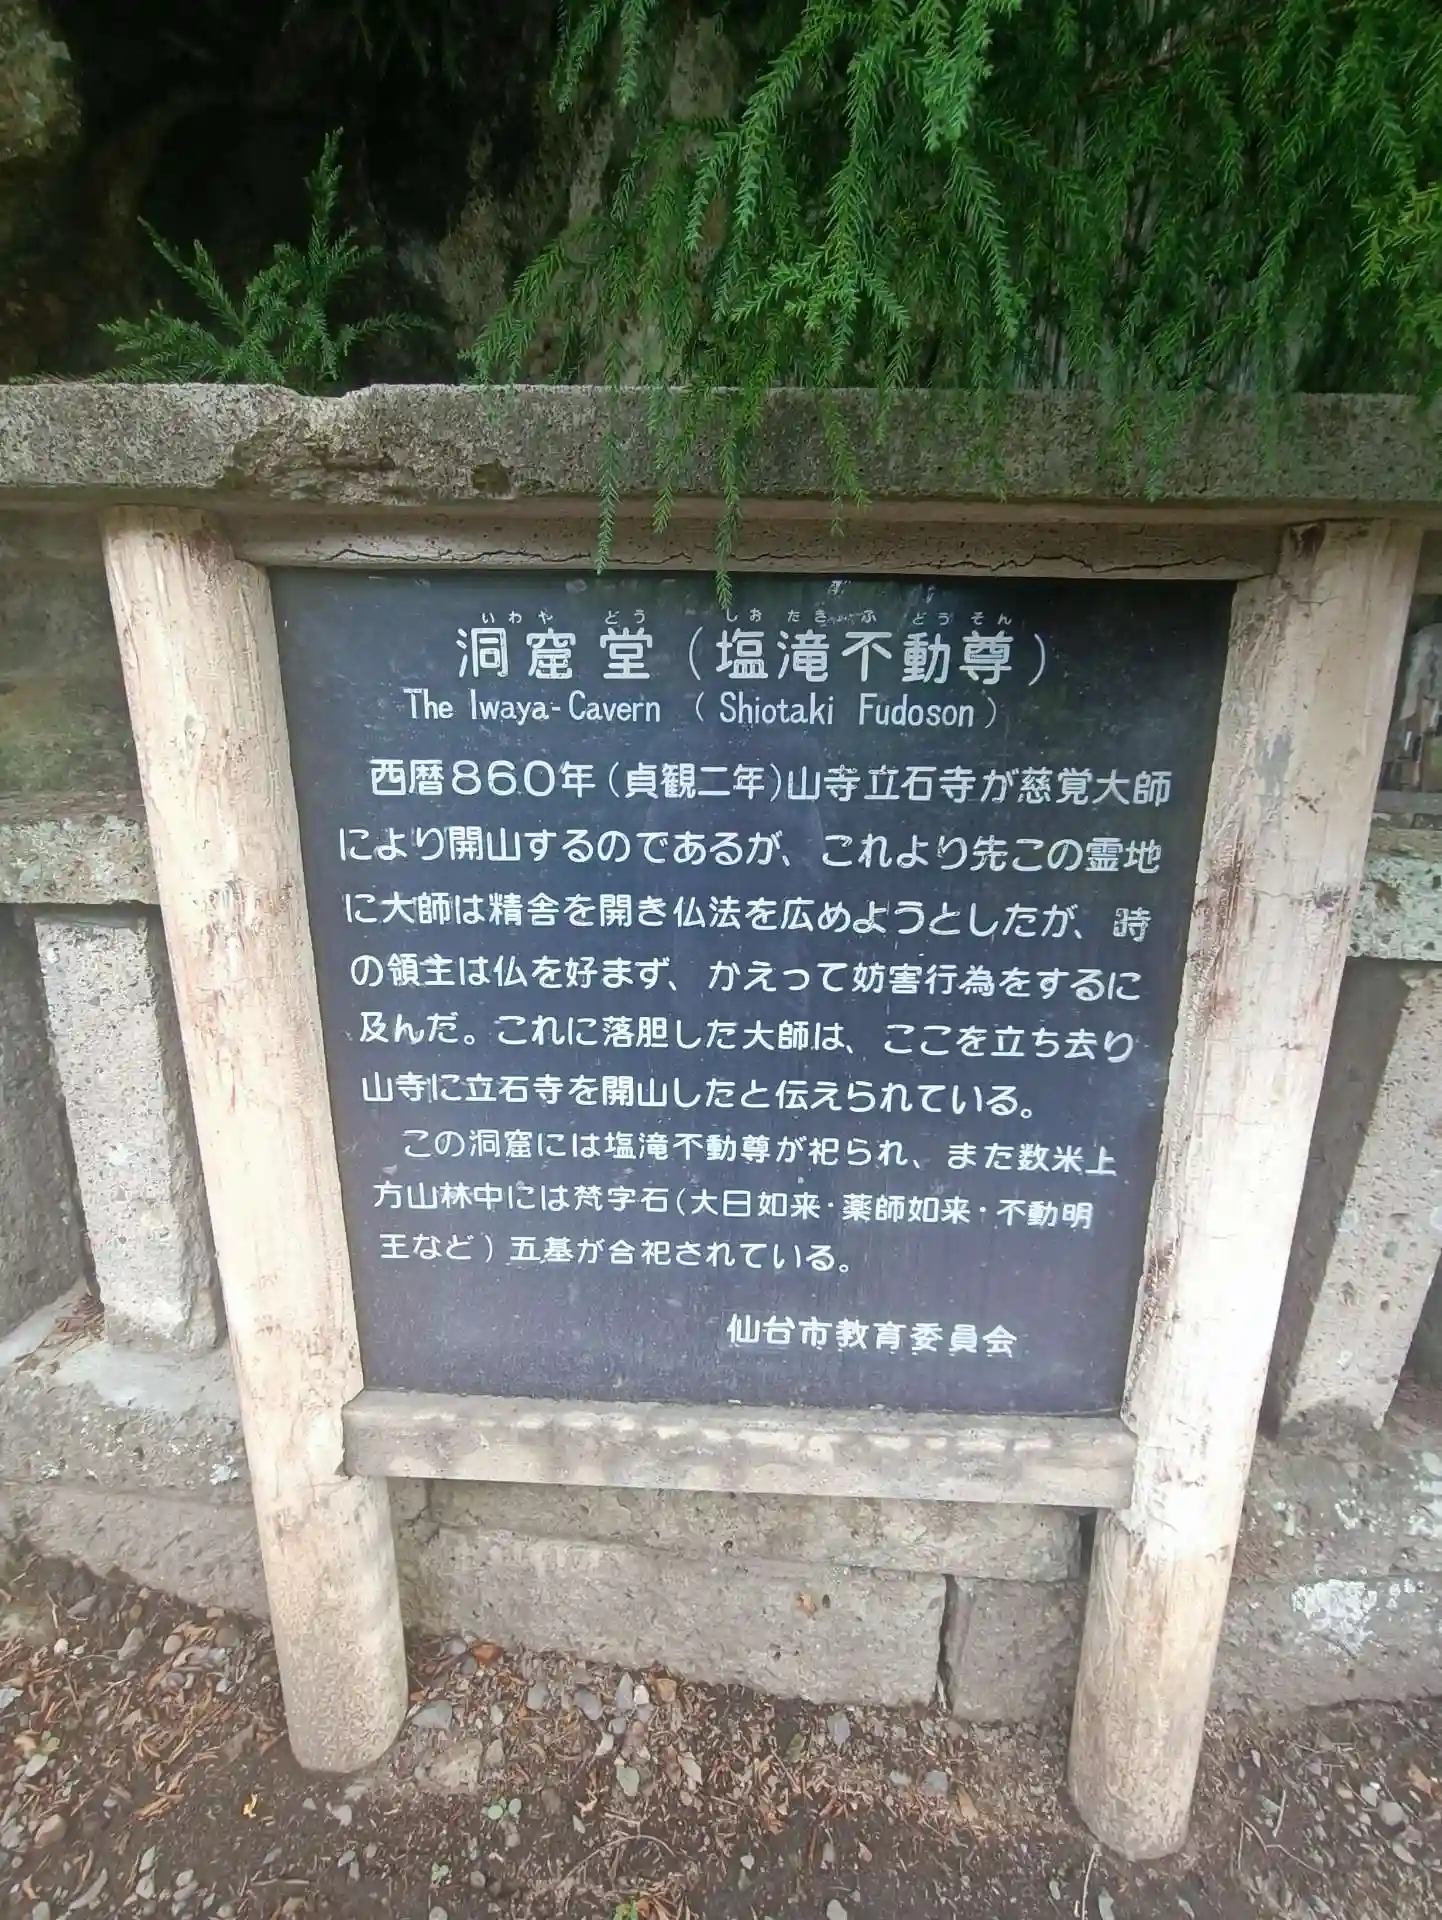 いわや どう しおたき ふ どうそん
洞窟堂（塩滝不動尊）
The Iwaya-Cavern （Shiotaki Fudoson）
西暦８６０年（貞観二年）山寺立石寺が慈覚大師
により開山するのであるが、これより先この霊地
に大師は精舎を開き仏法を広めようとしたが、時
の領主は仏を好まず、かえって妨害行為をするに
及んだ。これに落胆した大師は、ここを立ち去り
山寺に立石寺を開山したと伝えられている。
この洞窟には塩滝不動尊が祀られ、また数米上
方山林中には梵字石（大日如来・薬師如来・不動明
王など）五基が合祀されている。
仙台市教育委員会